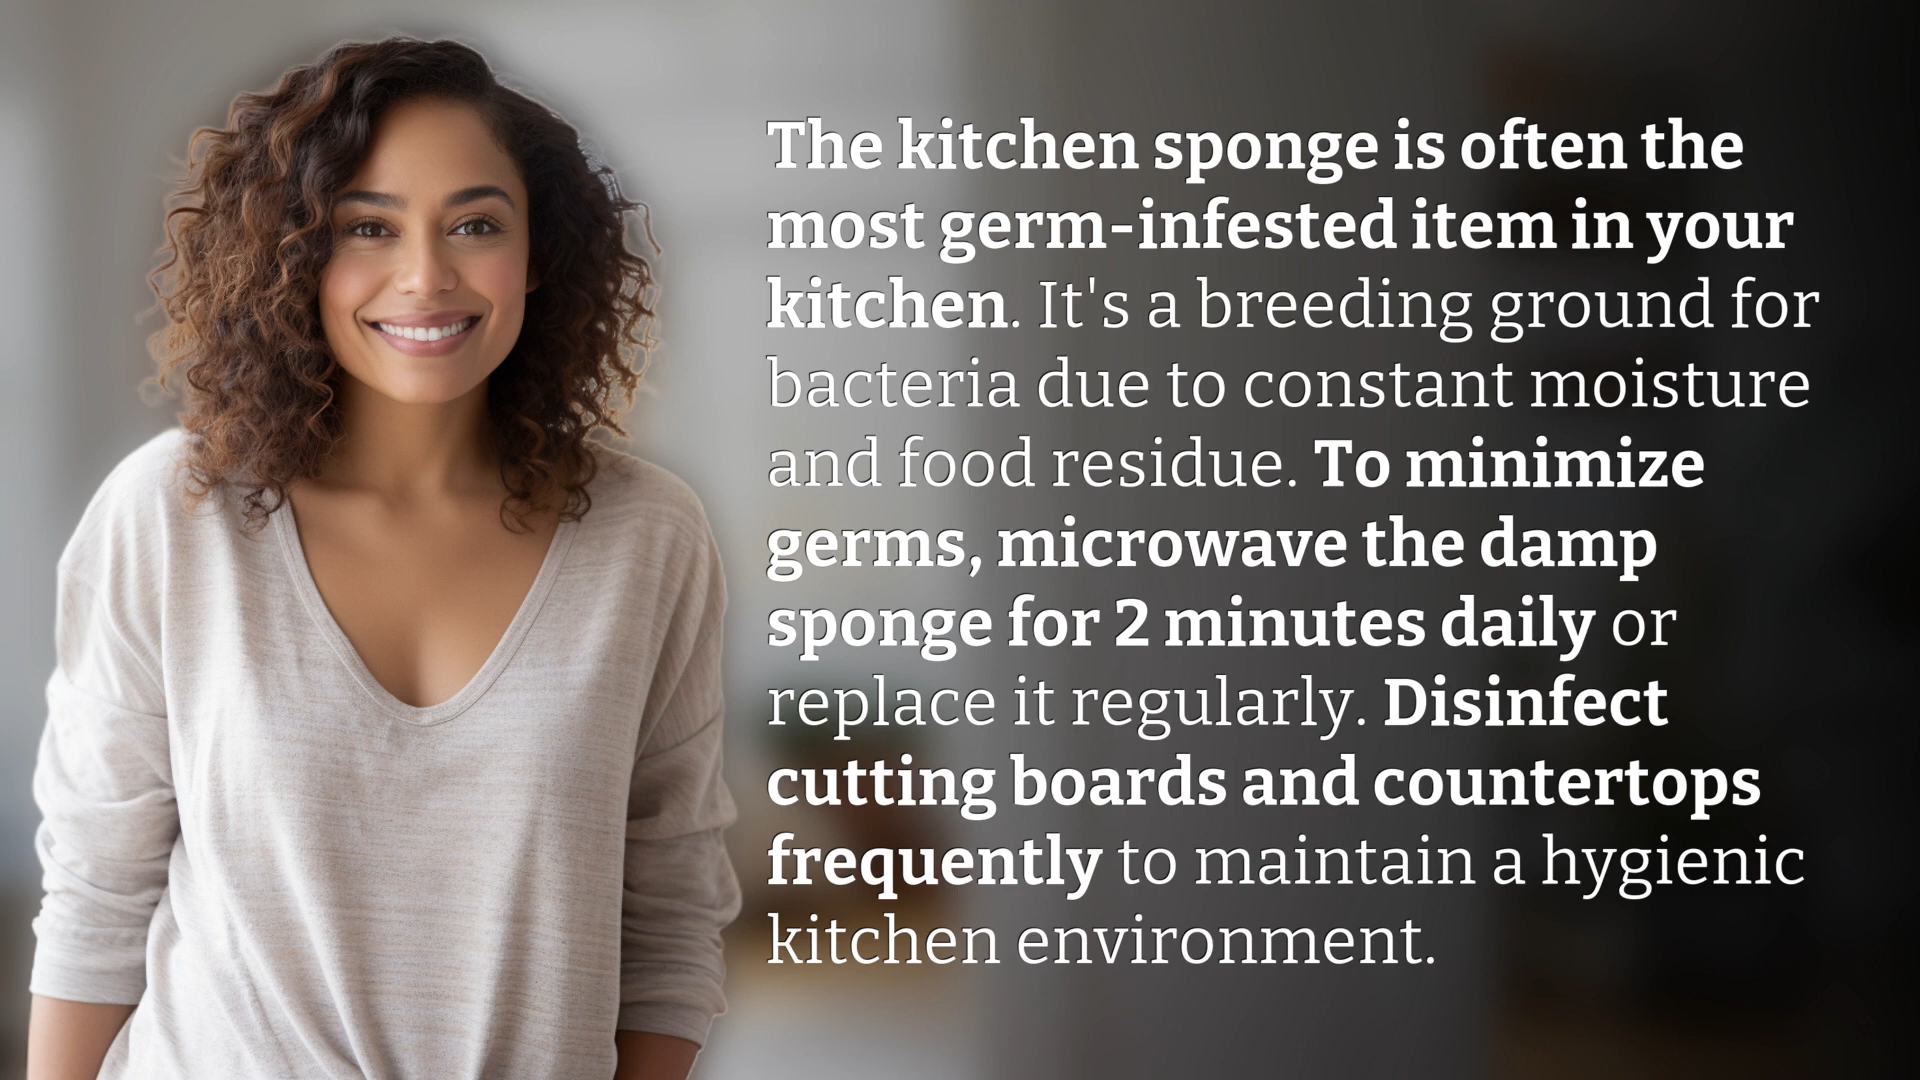 The kitchen sponge is often the
most germ-infested item in your
kitchen. It's a breeding ground for
bacteria due to constant moisture
and food residue. To minimize
germs, microwave the damp
sponge for 2 minutes daily or
replace it regularly. Disinfect
cutting boards and countertops
frequently to maintain a hygienic
kitchen environment.